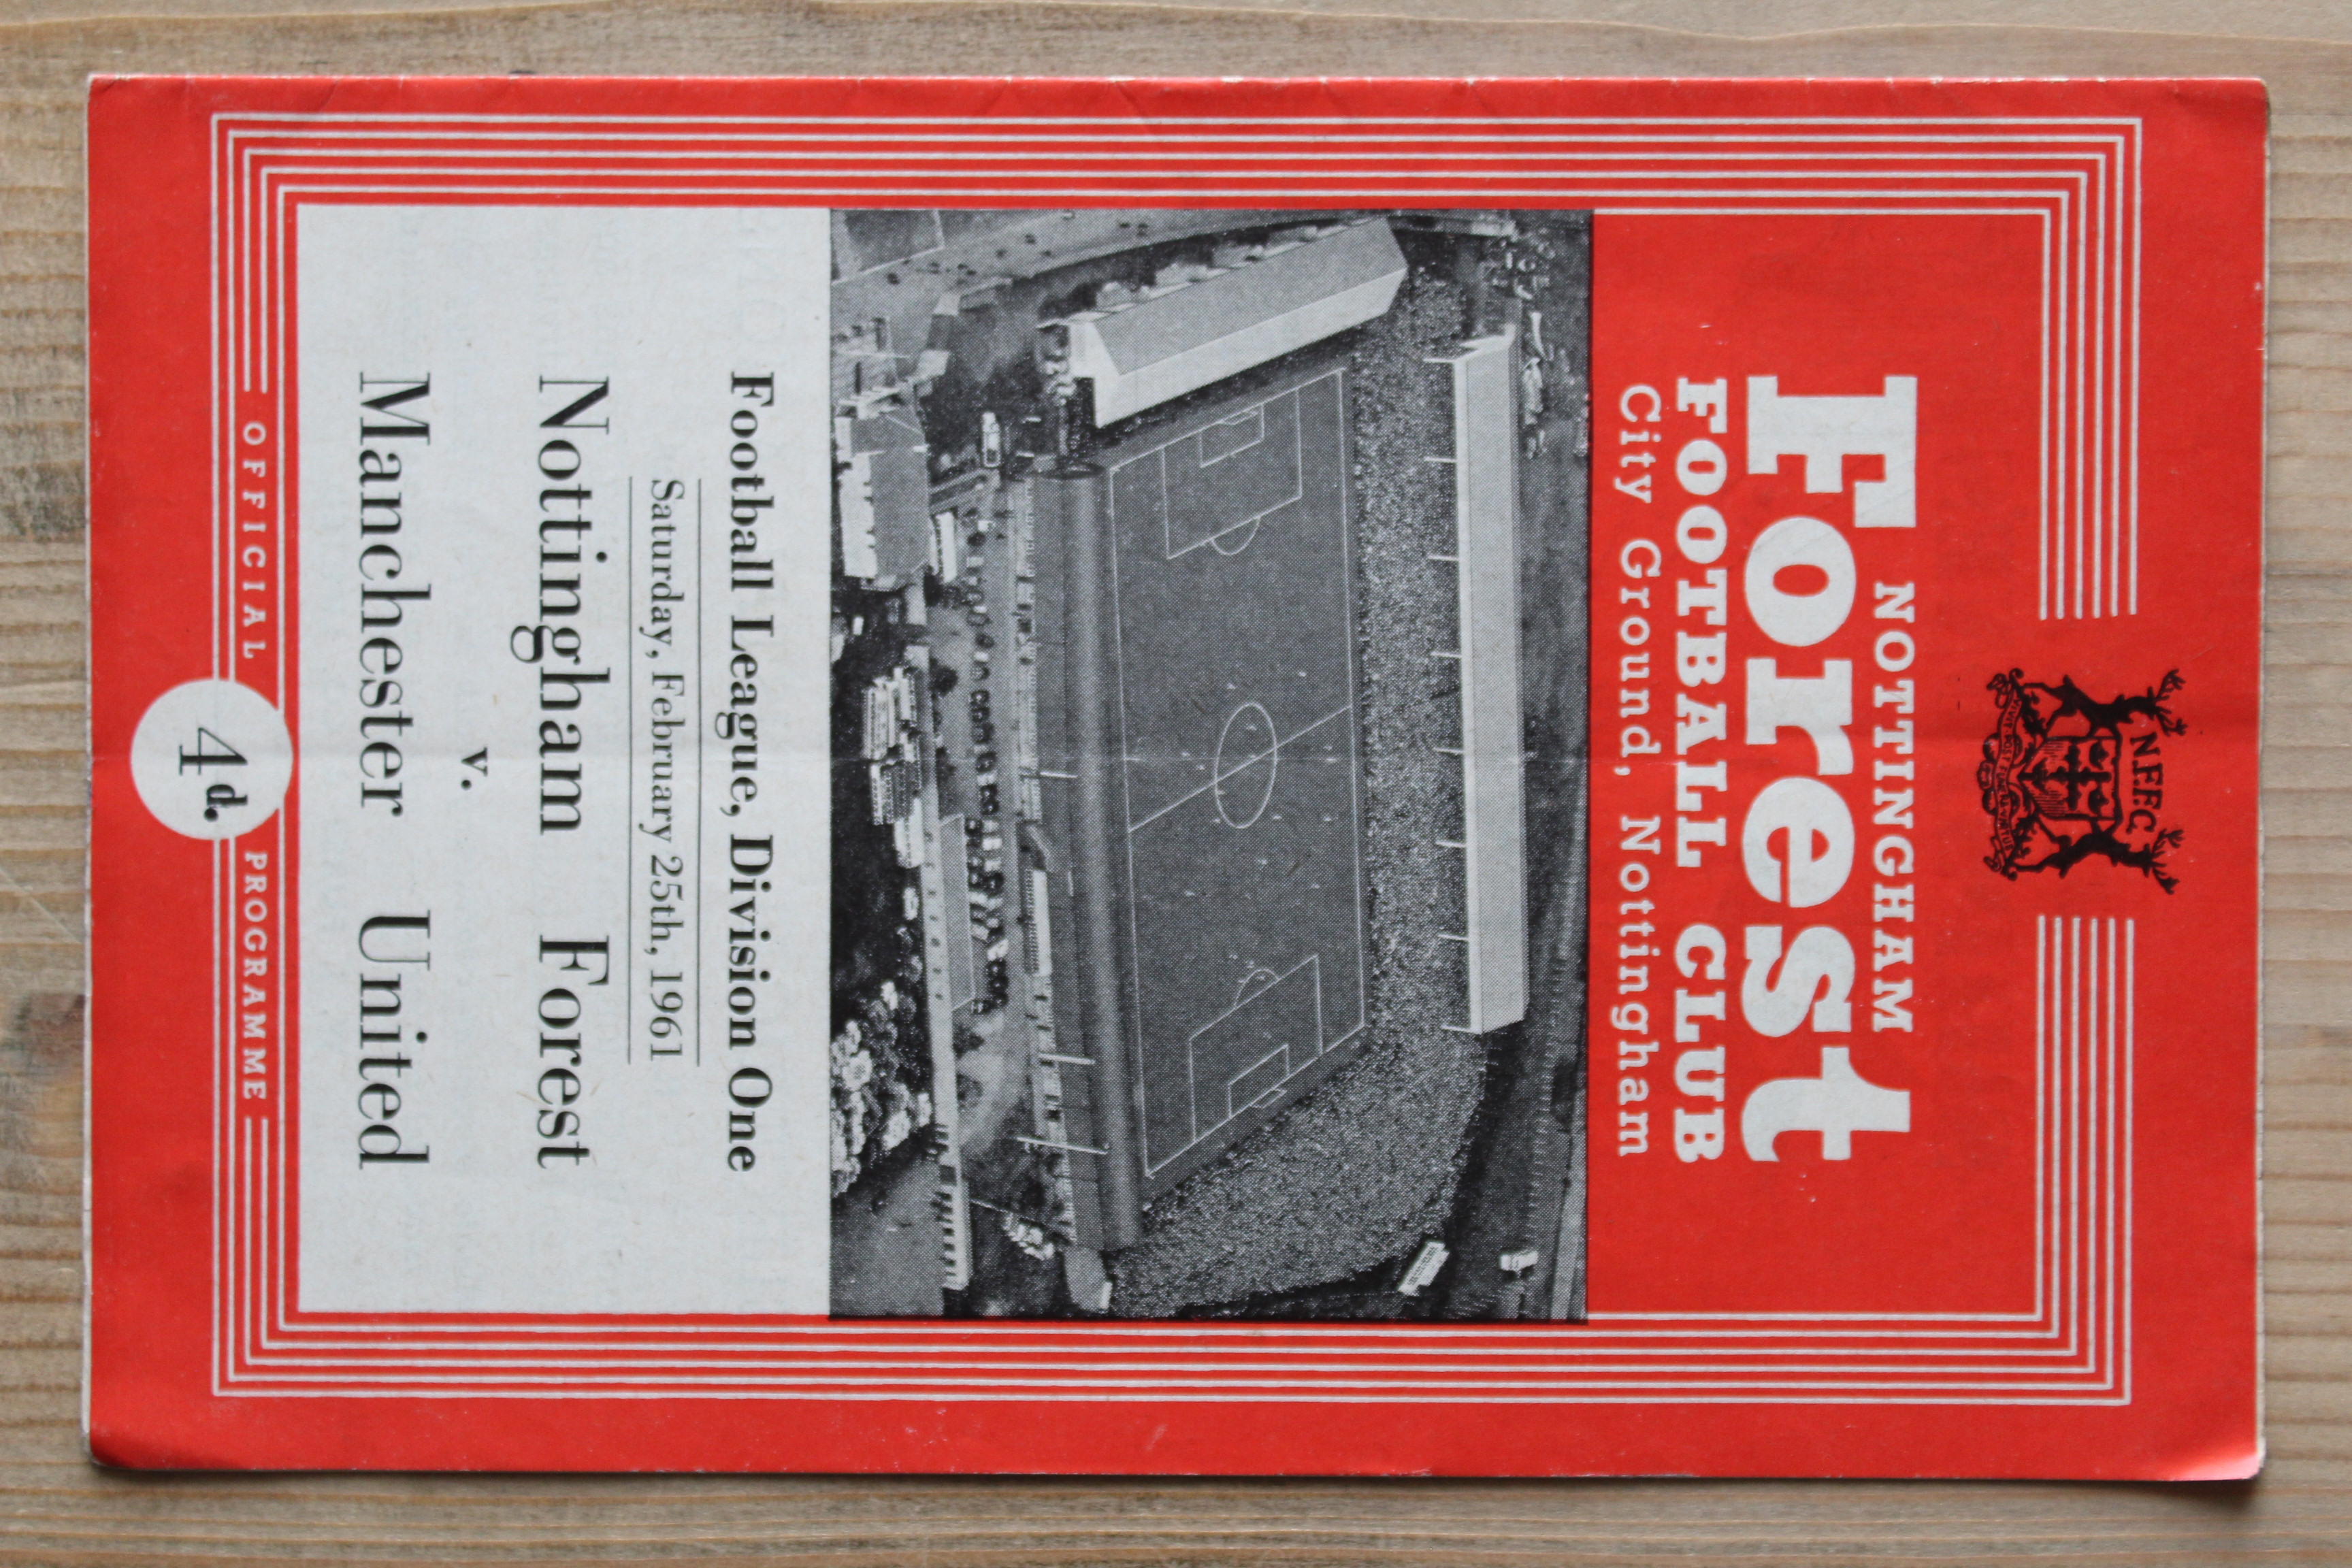 N.F.F.C.
NOTTINGHAM
Forest
FOOTBALL CLUB
City Ground, Nottingham
Football League, Division One
Saturday, February 25th, 1961
Nottingham Forest
v.
Manchester United
OFFICIAL 4d. PROGRAMME